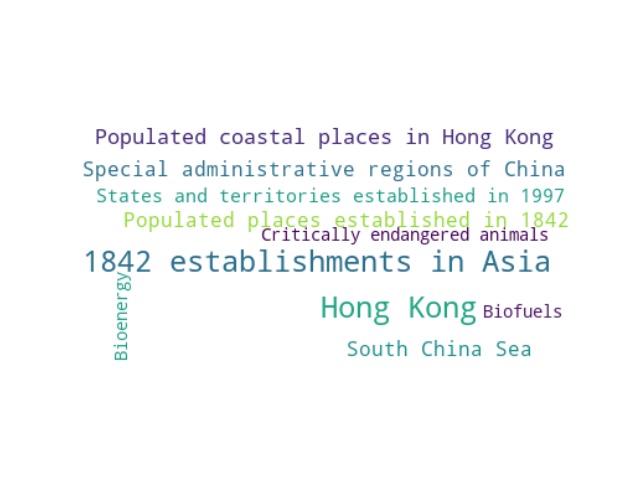 Populated coastal places in Hong Kong
Special administrative regions of China
States and territories established in 1997
Populated places established in 1842
Critically endangered animals
1842 establishments in Asia
Bioenergy
Hong Kong
Biofuels
South China Sea